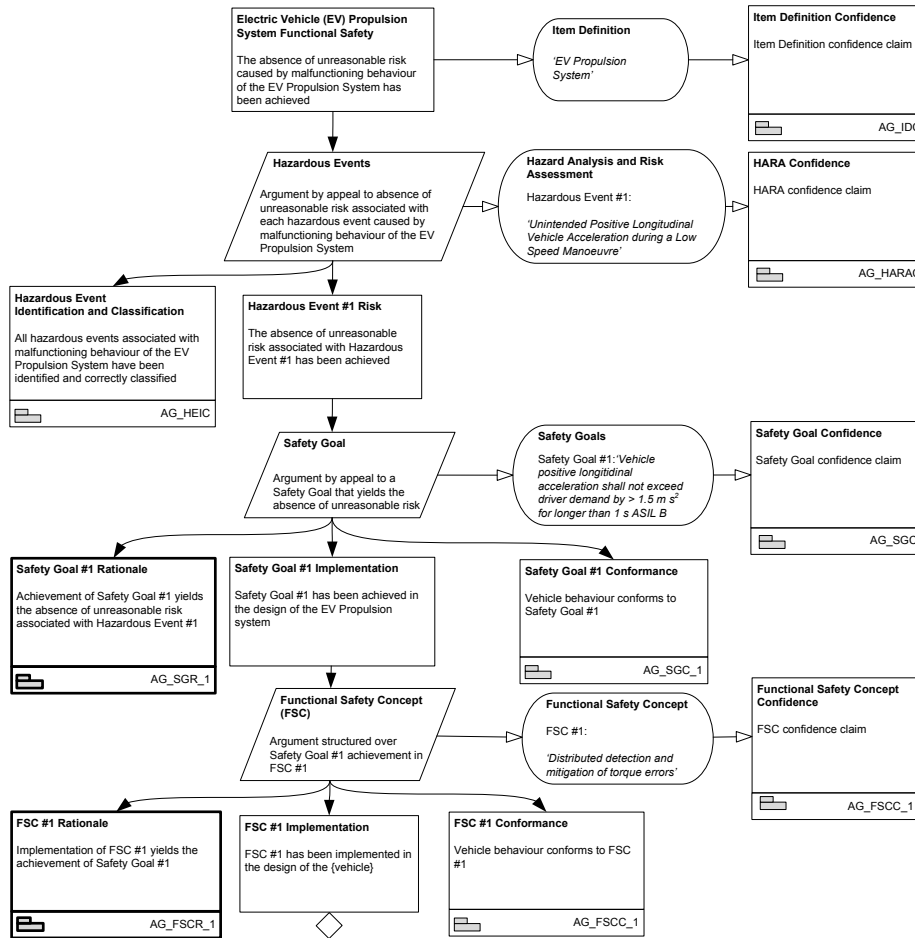 Electric Vehicle (EV) Propulsion
System Functional Safety
The absence of unreasonable risk
caused by malfunctioning behaviour
of the EV Propulsion System has
been achieved
Item Definition
'EV Propulsion
System'
Item Definition Confidence
Item Definition confidence claim
AG_IDC
Hazardous Events
Argument by appeal to absence of
unreasonable risk associated with
each hazardous event caused by
malfunctioning behaviour of the EV
Propulsion System
Hazard Analysis and Risk
Assessment
Hazardous Event #1:
'Unintended Positive Longitudinal
Vehicle Acceleration during a Low
Speed Manoeuvre'
HARA Confidence
HARA confidence claim
AG_HARAC
Hazardous Event
Identification and Classification
All hazardous events associated with
malfunctioning behaviour of the EV
Propulsion System have been
identified and correctly classified
AG_HEIC
Hazardous Event #1 Risk
The absence of unreasonable
risk associated with Hazardous
Event #1 has been achieved
Safety Goal
Argument by appeal to a
Safety Goal that yields the
absence of unreasonable risk
Safety Goals
Safety Goal #1:'Vehicle
positive longitidinal
acceleration shall not exceed
driver demand by > 1.5 m s²
for longer than 1 s ASIL B
Safety Goal Confidence
Safety Goal confidence claim
AG_SGC
Safety Goal #1 Rationale
Achievement of Safety Goal #1 yields
the absence of unreasonable risk
associated with Hazardous Event #1
AG_SGR_1
Safety Goal #1 Implementation
Safety Goal #1 has been achieved in
the design of the EV Propulsion
system
Safety Goal #1 Conformance
Vehicle behaviour conforms to
Safety Goal #1
AG_SGC_1
Functional Safety Concept
(FSC)
Argument structured over
Safety Goal #1 achievement in
FSC #1
Functional Safety Concept
FSC #1:
'Distributed detection and
mitigation of torque errors'
Functional Safety Concept
Confidence
FSC confidence claim
AG_FSCC_1
FSC #1 Rationale
Implementation of FSC #1 yields the
achievement of Safety Goal #1
AG_FSCR_1
FSC #1 Implementation
FSC #1 has been implemented in
the design of the {vehicle}
FSC #1 Conformance
Vehicle behaviour conforms to FSC
#1
AG_FSCC_1